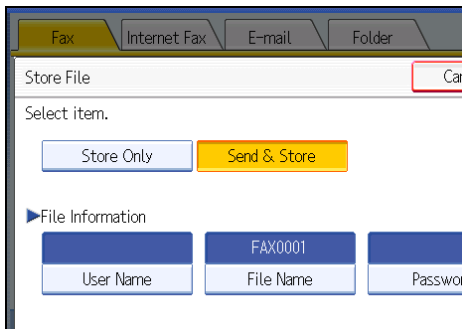 Fax Internet Fax E-mail Folder
Store File
Select item.
Store Only Send & Store
►File Information
FAX0001
User Name File Name